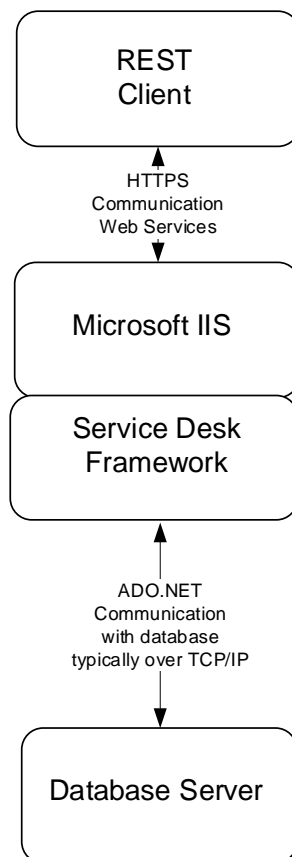 REST
Client
HTTPS
Communication
Web Services
Microsoft IIS
Service Desk
Framework
ADO.NET
Communication
with database
typically over TCP/IP
Database Server